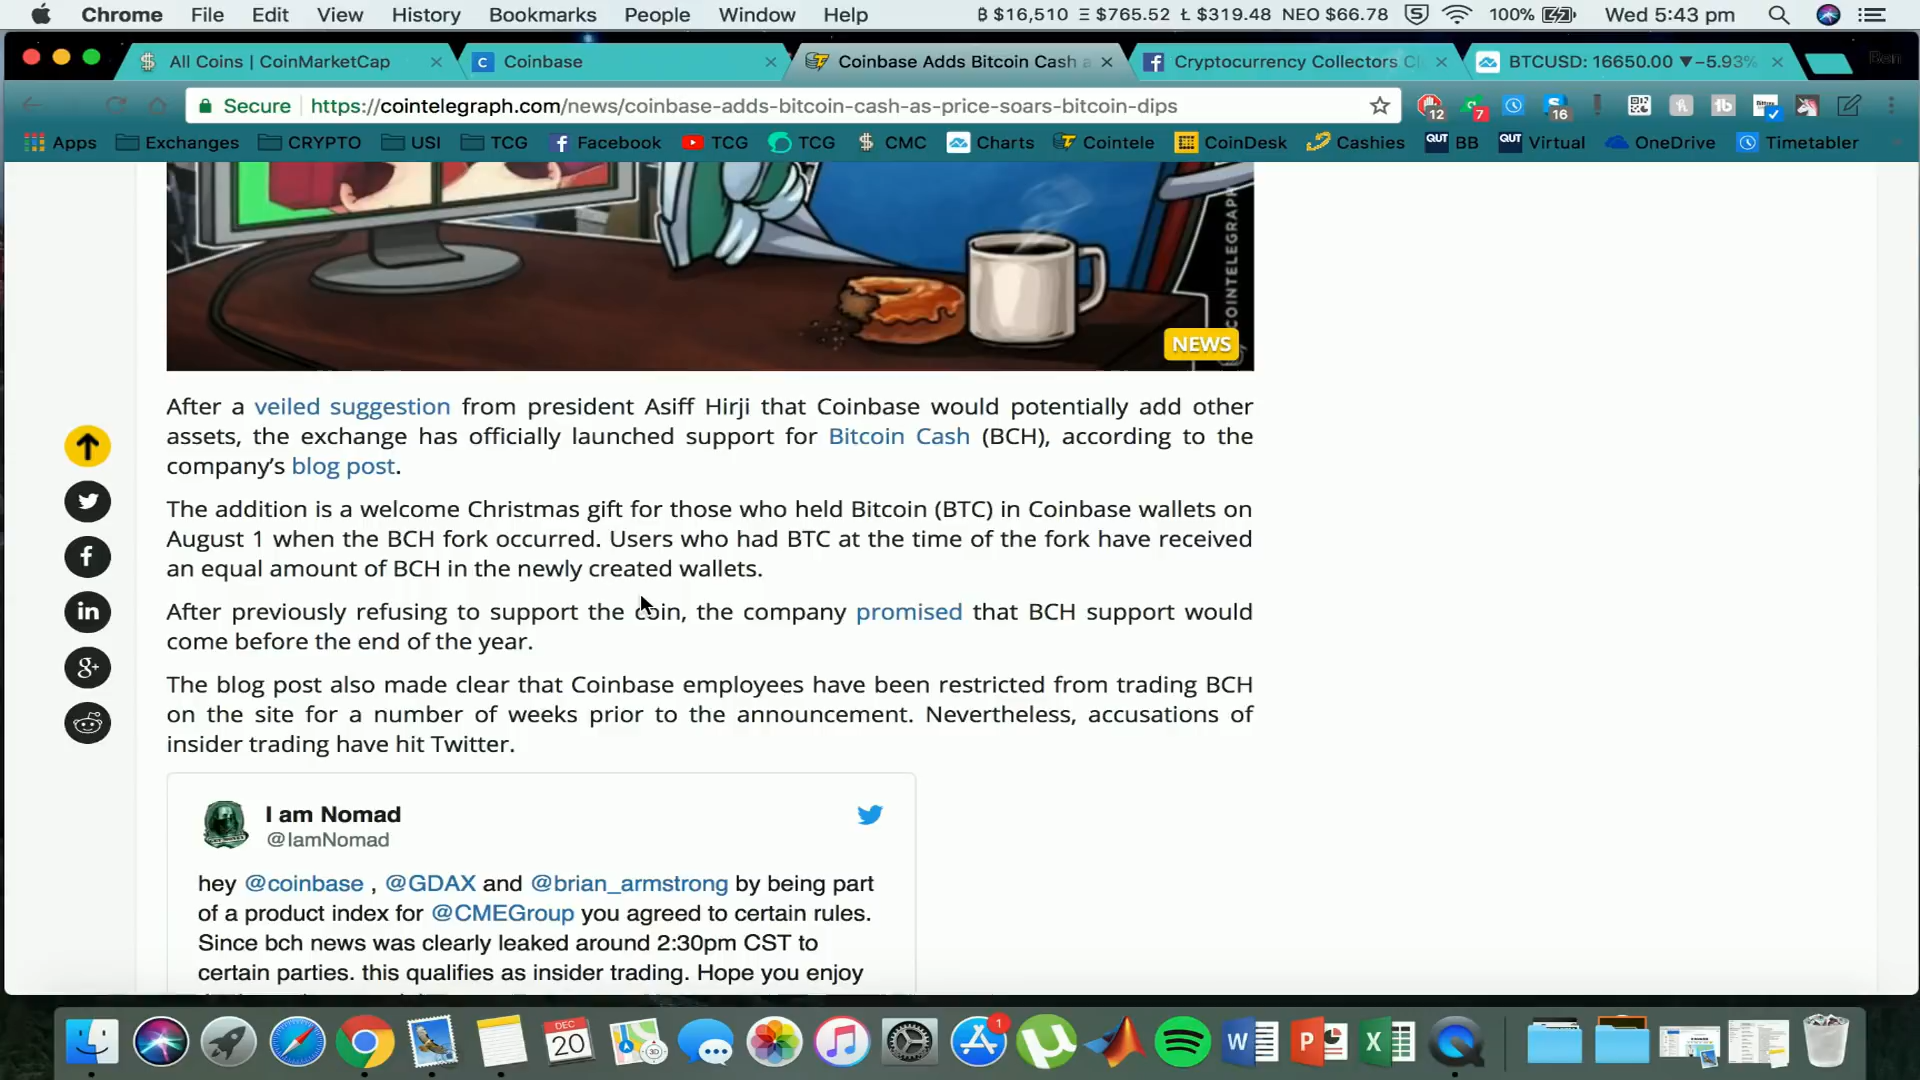 Chrome File Edit View History Bookmarks People Window Help Ƀ $16,510 Ξ $765.52 Ł $319.48 NEO $66.78 100% Wed 5:43 pm
All Coins | CoinMarketCap Coinbase Coinbase Adds Bitcoin Cash a Facebook Cryptocurrency Collectors Cl BTCUSD: 16650.00 ▼−5.93% Ben
Secure https://cointelegraph.com/news/coinbase-adds-bitcoin-cash-as-price-soars-bitcoin-dips 12 7 16
Apps Exchanges CRYPTO USI TCG Facebook TCG TCG CMC Charts Cointele CoinDesk Cashies QUT BB QUT Virtual OneDrive Timetabler
COINTELEGRAPH
NEWS
After a veiled suggestion from president Asiff Hirji that Coinbase would potentially add other
assets, the exchange has officially launched support for Bitcoin Cash (BCH), according to the
company's blog post.
The addition is a welcome Christmas gift for those who held Bitcoin (BTC) in Coinbase wallets on
August 1 when the BCH fork occurred. Users who had BTC at the time of the fork have received
an equal amount of BCH in the newly created wallets.
After previously refusing to support the coin, the company promised that BCH support would
come before the end of the year.
The blog post also made clear that Coinbase employees have been restricted from trading BCH
on the site for a number of weeks prior to the announcement. Nevertheless, accusations of
insider trading have hit Twitter.
I am Nomad
@IamNomad
hey @coinbase , @GDAX and @brian_armstrong by being part
of a product index for @CMEGroup you agreed to certain rules.
Since bch news was clearly leaked around 2:30pm CST to
certain parties. this qualifies as insider trading. Hope you enjoy
DEC
20
1